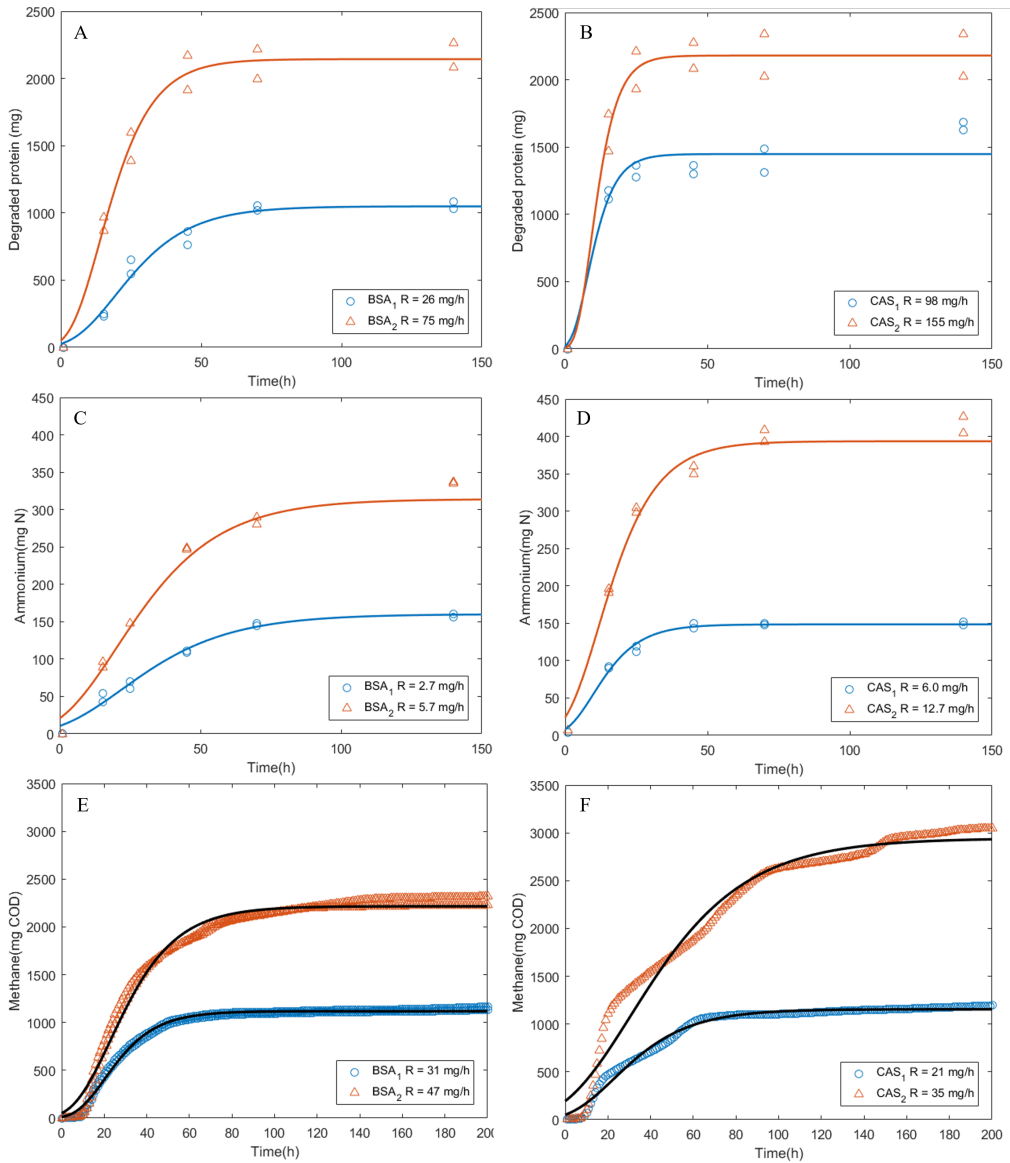 A
Degraded protein (mg)
2500
2000
1500
1000
500
0
0 50 100 150
Time(h)
BSA1 R = 26 mg/h
BSA2 R = 75 mg/h
B
Degraded protein (mg)
2500
2000
1500
1000
500
0
0 50 100 150
Time(h)
CAS1 R = 98 mg/h
CAS2 R = 155 mg/h
C
Ammonium(mg N)
450
400
350
300
250
200
150
100
50
0
0 50 100 150
Time(h)
BSA1 R = 2.7 mg/h
BSA2 R = 5.7 mg/h
D
Ammonium(mg N)
450
400
350
300
250
200
150
100
50
0
0 50 100 150
Time(h)
CAS1 R = 6.0 mg/h
CAS2 R = 12.7 mg/h
E
Methane(mg COD)
3500
3000
2500
2000
1500
1000
500
0
0 20 40 60 80 100 120 140 160 180 200
Time(h)
BSA1 R = 31 mg/h
BSA2 R = 47 mg/h
F
Methane(mg COD)
3500
3000
2500
2000
1500
1000
500
0
0 20 40 60 80 100 120 140 160 180 200
Time(h)
CAS1 R = 21 mg/h
CAS2 R = 35 mg/h